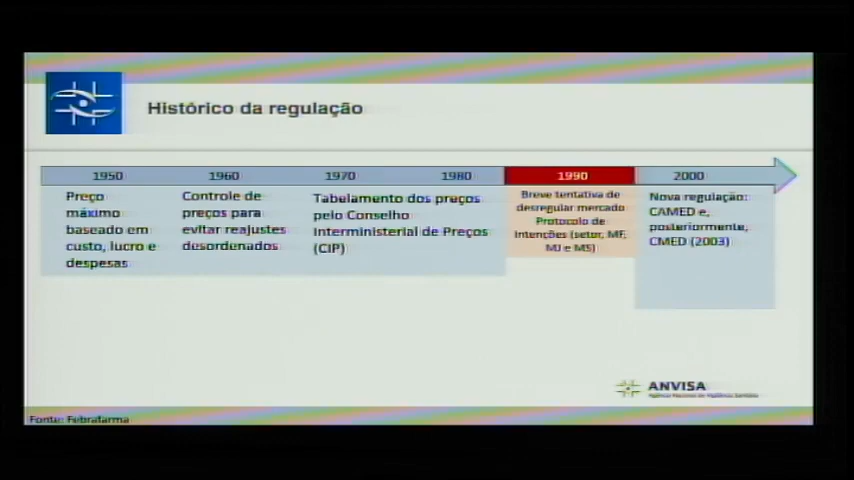 Histórico da regulação
1950
1960
1970
1980
1990
2000
Preço
máximo
baseado em
custo, lucro e
despesas
Controle de
preços para
evitar reajustes
desordenados
Tabelamento dos preços
pelo Conselho
Interministerial de Preços
(CIP)
Breve tentativa de
desregular mercado
Protocolo de
Intenções (setor, MF,
MJ e MS)
Nova regulação:
CAMED e,
posteriormente,
CMED (2003)
ANVISA
Agência Nacional de Vigilância Sanitária
Fonte: Febrafarma